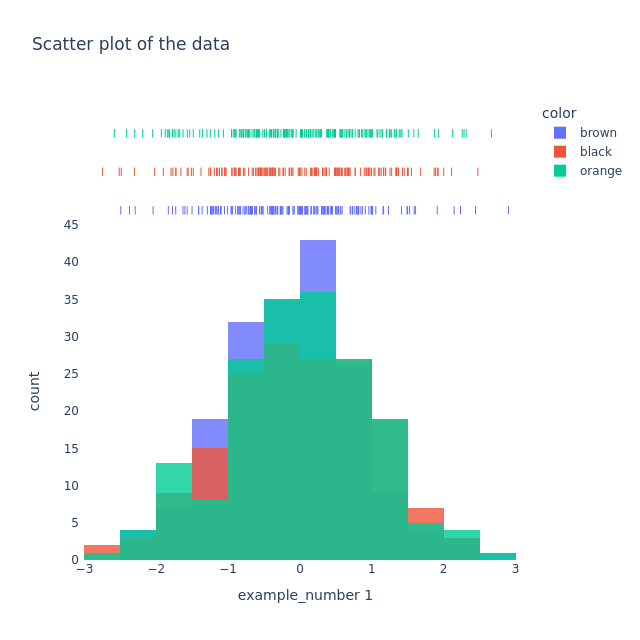 Scatter plot of the data
color
brown
black
orange
45
40
35
30
25
20
15
10
5
0
−3 −2 −1 0 1 2 3
count
example_number 1